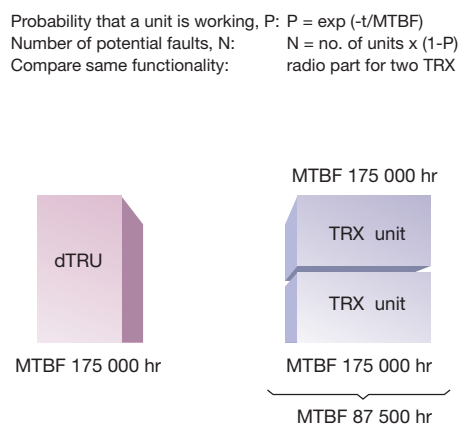 Probability that a unit is working, P: P = exp (-t/MTBF)
Number of potential faults, N: N = no. of units x (1-P)
Compare same functionality: radio part for two TRX
MTBF 175 000 hr
dTRU
TRX unit
TRX unit
MTBF 175 000 hr
MTBF 175 000 hr
MTBF 87 500 hr